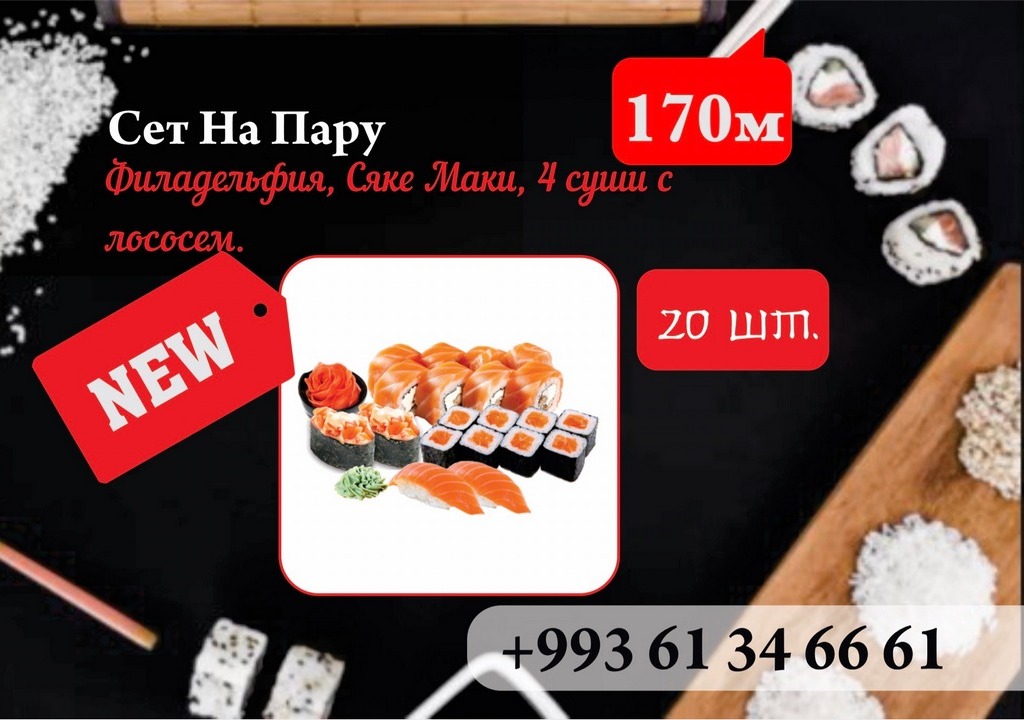 Сет На Пару
170м
Филадельфия, Сяке Маки, 4 суши с
лососем.
NEW
20 шт.
+993 61 34 66 61